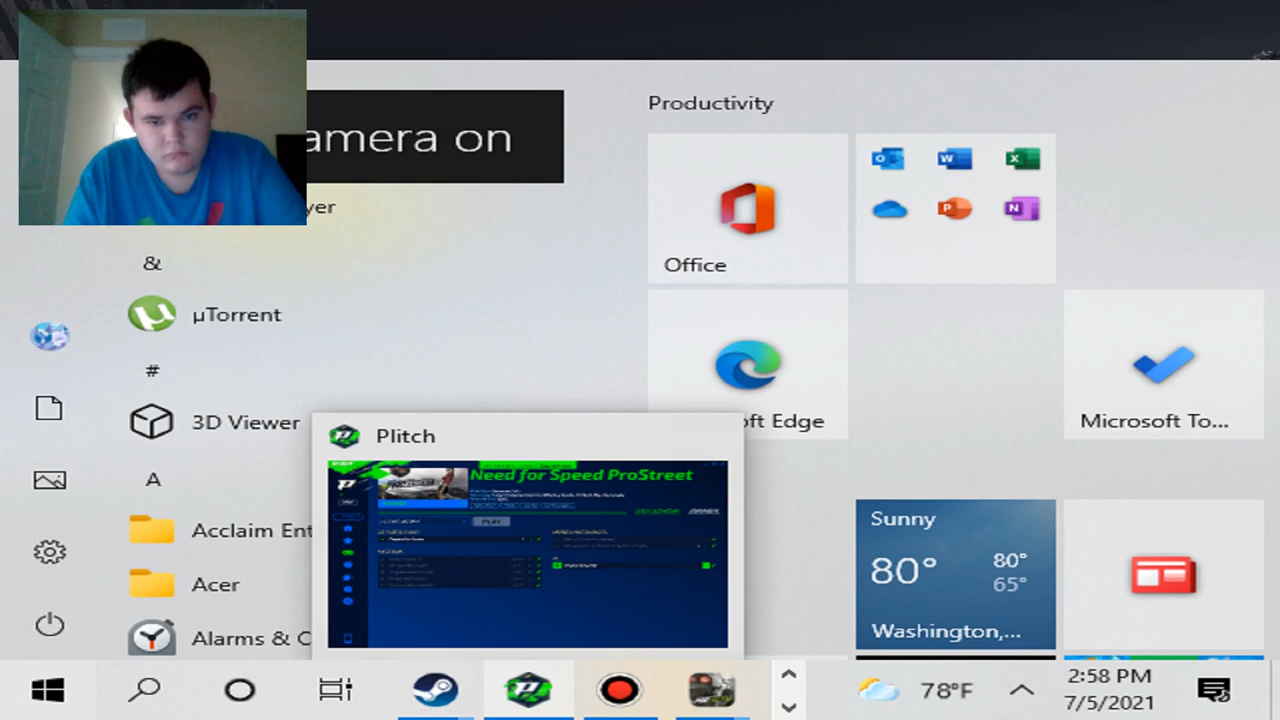 amera on
Productivity
yer
&
Office
µTorrent
#
3D Viewer
Microsoft To...
oft Edge
Plitch
A
Need for Speed ProStreet
PLAY
Acclaim Ent
Acer
Alarms & C
Sunny
80° 80°
65°
Washington,...
78°F
2:58 PM
7/5/2021